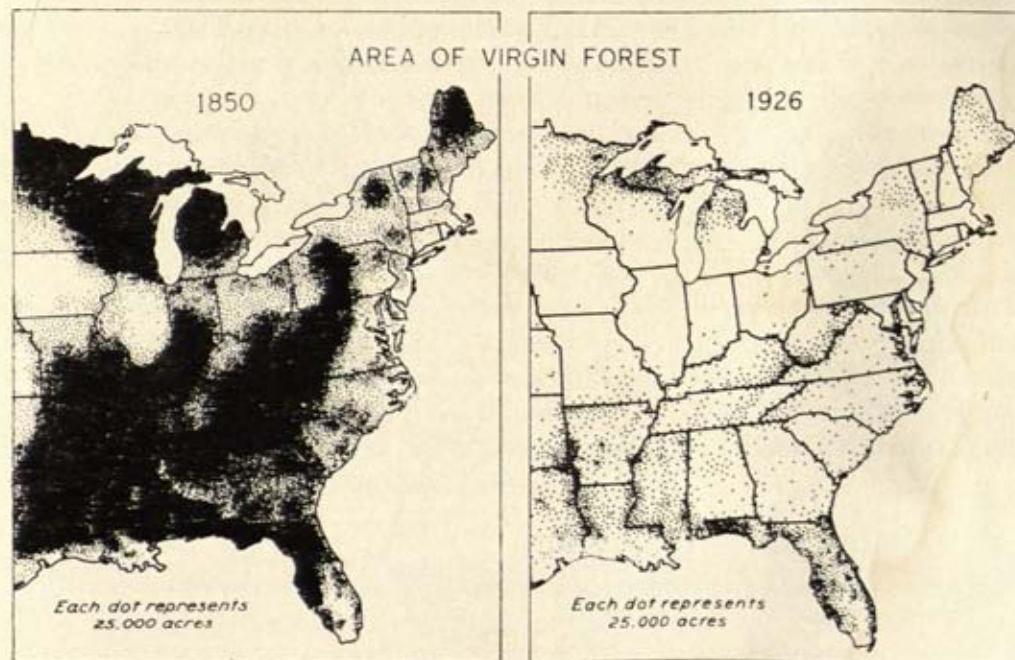 AREA OF VIRGIN FOREST
1850
1926
Each dot represents
25,000 acres
Each dot represents
25,000 acres